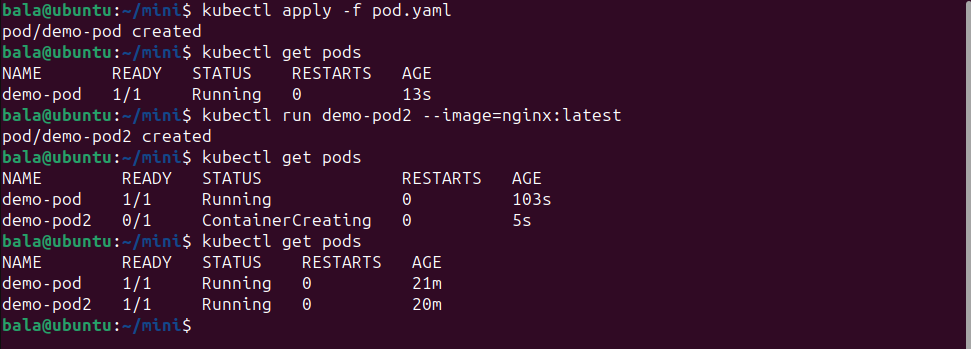 bala@ubuntu:~/mini$ kubectl apply -f pod.yaml
pod/demo-pod created
bala@ubuntu:~/mini$ kubectl get pods
NAME       READY   STATUS    RESTARTS   AGE
demo-pod   1/1     Running   0          13s
bala@ubuntu:~/mini$ kubectl run demo-pod2 --image=nginx:latest
pod/demo-pod2 created
bala@ubuntu:~/mini$ kubectl get pods
NAME        READY   STATUS              RESTARTS   AGE
demo-pod    1/1     Running             0          103s
demo-pod2   0/1     ContainerCreating   0          5s
bala@ubuntu:~/mini$ kubectl get pods
NAME        READY   STATUS    RESTARTS   AGE
demo-pod    1/1     Running   0          21m
demo-pod2   1/1     Running   0          20m
bala@ubuntu:~/mini$